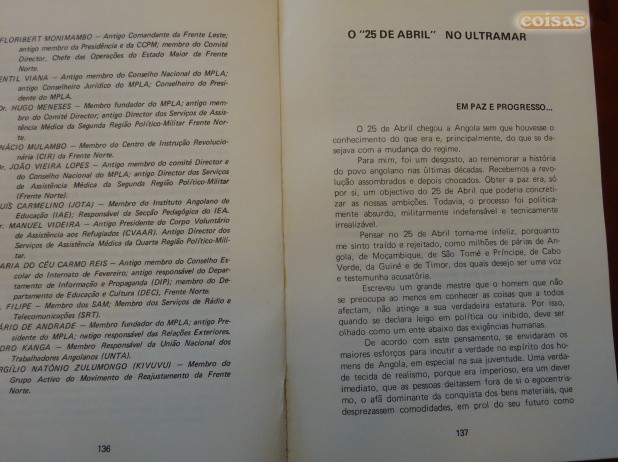 FLORIBERT MONIMAMBO — Antigo Comandante da Frente Leste;
antigo membro da Presidência e da CCPM; membro do Comité
Director, Chefe das Operações do Estado Maior da Frente
Norte.
ENTIL VIANA — Antigo membro do Conselho Nacional do MPLA;
antigo Conselheiro Jurídico do MPLA; Conselheiro do Presi-
dente do MPLA.
r. HUGO MENESES — Membro fundador do MPLA; antigo mem-
bro do Comité Director; antigo Director dos Serviços de Assis-
tência Médica da Segunda Região Político-Militar Frente Nor-
te.
NÁCIO MULAMBO — Membro do Centro de Instrução Revolucio-
nária (CIR) da Frente Norte.
r. JOÃO VIEIRA LOPES — Antigo membro do comité Director e
do Conselho Nacional do MPLA; antigo Director dos Serviços
de Assistência Médica da Segunda Região Político-Militar
(Frente Norte).
UÍS CARMELINO (JOTA) — Membro do Instituto Angolano de
Educação (IAE); Responsável da Secção Pedagógica do IEA.
r. MANUEL VIDEIRA — Antigo Presidente do Corpo Voluntário
de Assistência aos Refugiados (CVAAR). Antigo Director dos
Serviços de Assistência Médica da Quarta Região Político-Mili-
tar.
ARIA DO CÉU CARMO REIS — Antigo membro do Conselho Es-
colar do Internato de Fevereiro; antigo responsável do Depar-
tamento de Informação e Propaganda (DIP); membro do De-
partamento de Educação e Cultura (DEC), Frente Norte.
. FILIPE — Membro dos SAM; Membro dos Serviços de Rádio e
Telecomunicações (SRT).
ÁRIO DE ANDRADE — Membro fundador do MPLA; antigo Pre-
sidente do MPLA; natigo responsável das Relações Exteriores.
DRO KANGA — Membro Responsável da União Nacional dos
Trabalhadores Angolanos (UNTA).
RGÍLIO NATÓNIO ZULUMONGO (KIVUVU) — Membro do
Grupo Activo do Movimento de Reajustamento da Frente
Norte.
136
coisas
O "25 DE ABRIL" NO ULTRAMAR
EM PAZ E PROGRESSO...
O 25 de Abril chegou a Angola sem que houvesse o
conhecimento do que era e, principalmente, do que se de-
sejava com a mudança do regime.
Para mim, foi um desgosto, ao rememorar a história
do povo angolano nas últimas décadas. Recebemos a revo-
lução assombrados e depois chocados. Obter a paz era, só
por si, um objectivo do 25 de Abril que poderia concreti-
zar as nossas ambições. Todavia, o processo foi politica-
mente absurdo, militarmente indefensável e tecnicamente
irrealizável.
Pensar no 25 de Abril torna-me infeliz, porquanto
me sinto traído e rejeitado, como milhões de párias de An-
gola, de Moçambique, de São Tomé e Príncipe, de Cabo
Verde, da Guiné e de Timor, dos quais desejo ser uma voz
e testemunha acusatória.
Escreveu um grande mestre que o homem que não
se preocupa ao menos em conhecer as coisas que a todos
afectam, não atinge a sua verdadeira estatura. Por isso,
quando se declara leigo em política ou inibido, deve ser
olhado como um ente abaixo das exigências humanas.
De acordo com este pensamento, se envidaram os
maiores esforços para incutir a verdade no espírito dos ho-
mens de Angola, em especial na sua juventude. Uma verda-
de tecida de realismo, porque era imperioso, era um dever
imediato, que as pessoas deitassem fora de si o egocentris-
mo, o afã dominante da conquista dos bens materiais, que
desprezassem comodidades, em prol do seu futuro como
137